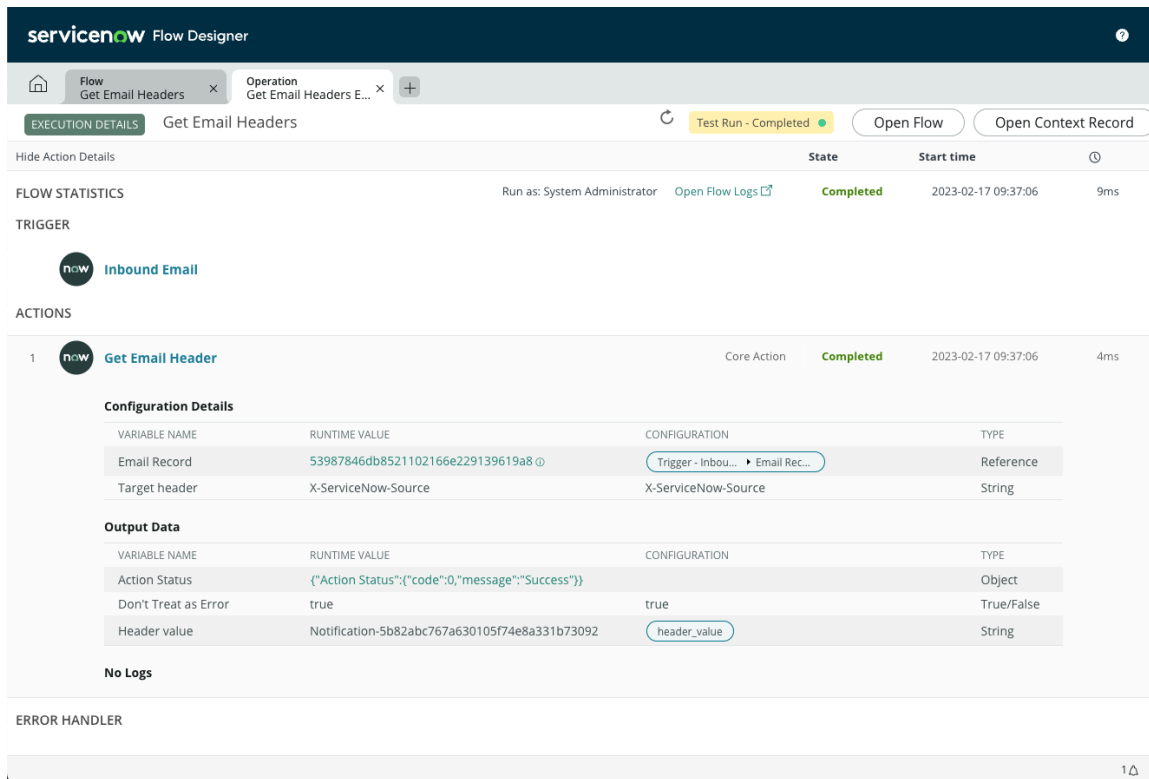 servicenow Flow Designer
Flow
Get Email Headers
Operation
Get Email Headers E...
EXECUTION DETAILS Get Email Headers Test Run - Completed Open Flow Open Context Record
Hide Action Details State Start time
FLOW STATISTICS Run as: System Administrator Open Flow Logs Completed 2023-02-17 09:37:06 9ms
TRIGGER
now Inbound Email
ACTIONS
1 now Get Email Header Core Action Completed 2023-02-17 09:37:06 4ms
Configuration Details
VARIABLE NAME RUNTIME VALUE CONFIGURATION TYPE
Email Record 53987846db8521102166e229139619a8 Trigger - Inbou... Email Rec... Reference
Target header X-ServiceNow-Source X-ServiceNow-Source String
Output Data
VARIABLE NAME RUNTIME VALUE CONFIGURATION TYPE
Action Status {"Action Status":{"code":0,"message":"Success"}} Object
Don't Treat as Error true true True/False
Header value Notification-5b82abc767a630105f74e8a331b73092 header_value String
No Logs
ERROR HANDLER
1